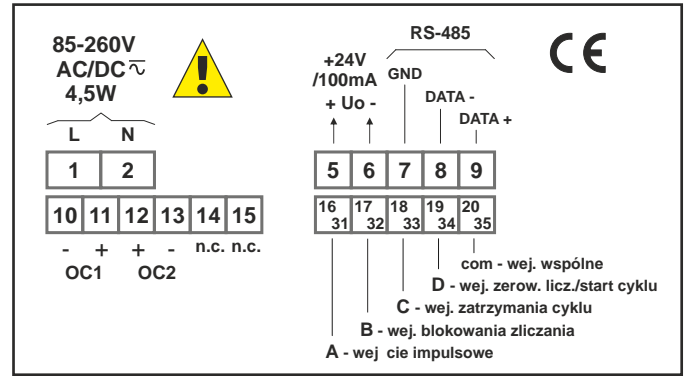 85-260V
AC/DC
4,5W
L N
1 2
10 11 12 13 14 15
- + + - n.c. n.c.
OC1 OC2
RS-485
+24V
/100mA
+ Uo -
GND
DATA -
DATA +
5 6 7 8 9
16 17 18 19 20
31 32 33 34 35
com - wej. wspólne
D - wej. zerow. licz./start cyklu
C - wej. zatrzymania cyklu
B - wej. blokowania zliczania
A - wej cie impulsowe
CE